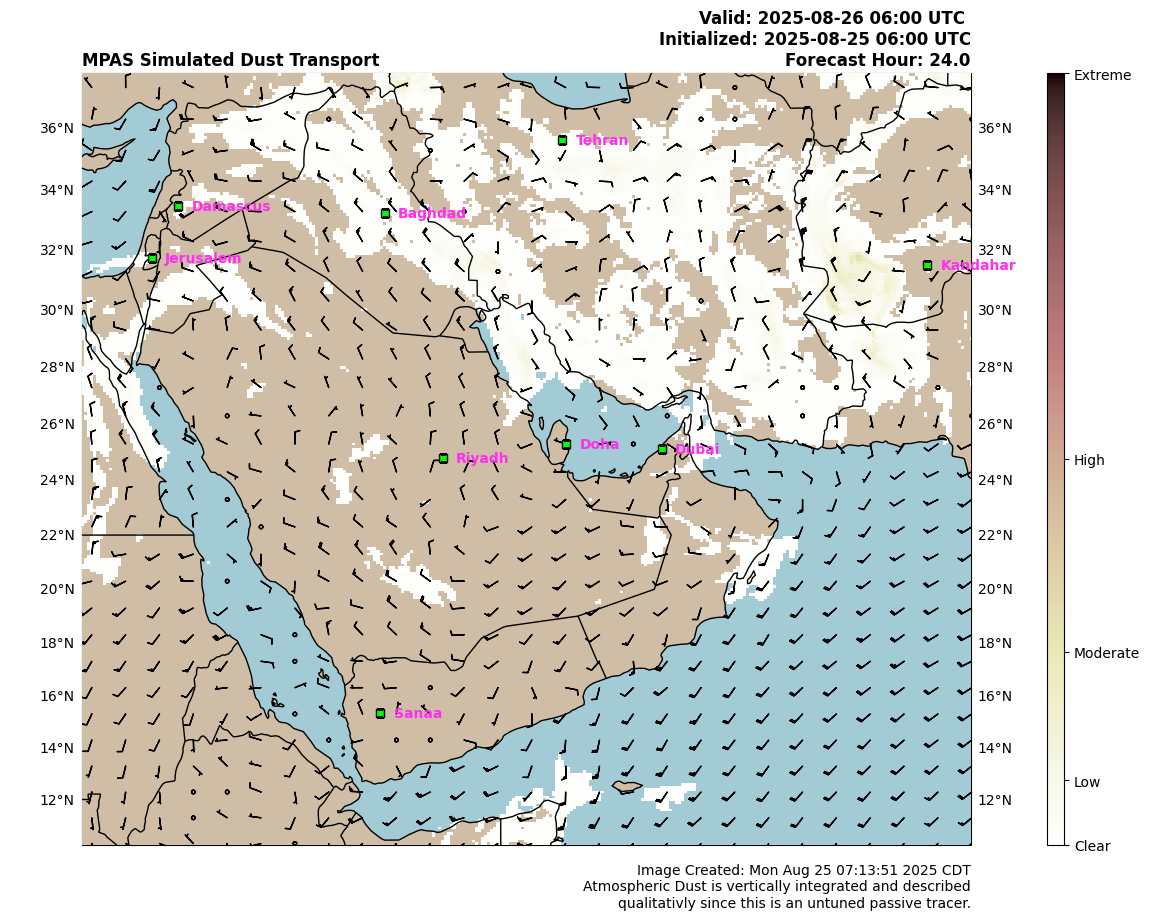 Valid: 2025-08-26 06:00 UTC
Initialized: 2025-08-25 06:00 UTC
MPAS Simulated Dust Transport Forecast Hour: 24.0
Extreme
36°N 36°N
Tehran
34°N 34°N
Damascus
Baghdad
32°N 32°N
Jerusalem
Kandahar
30°N 30°N
28°N 28°N
26°N 26°N
Doha
Dubai
Riyadh
High
24°N 24°N
22°N 22°N
20°N 20°N
18°N 18°N
Moderate
16°N 16°N
Sanaa
14°N 14°N
Low
12°N 12°N
Clear
Image Created: Mon Aug 25 07:13:51 2025 CDT
Atmospheric Dust is vertically integrated and described
qualitativly since this is an untuned passive tracer.